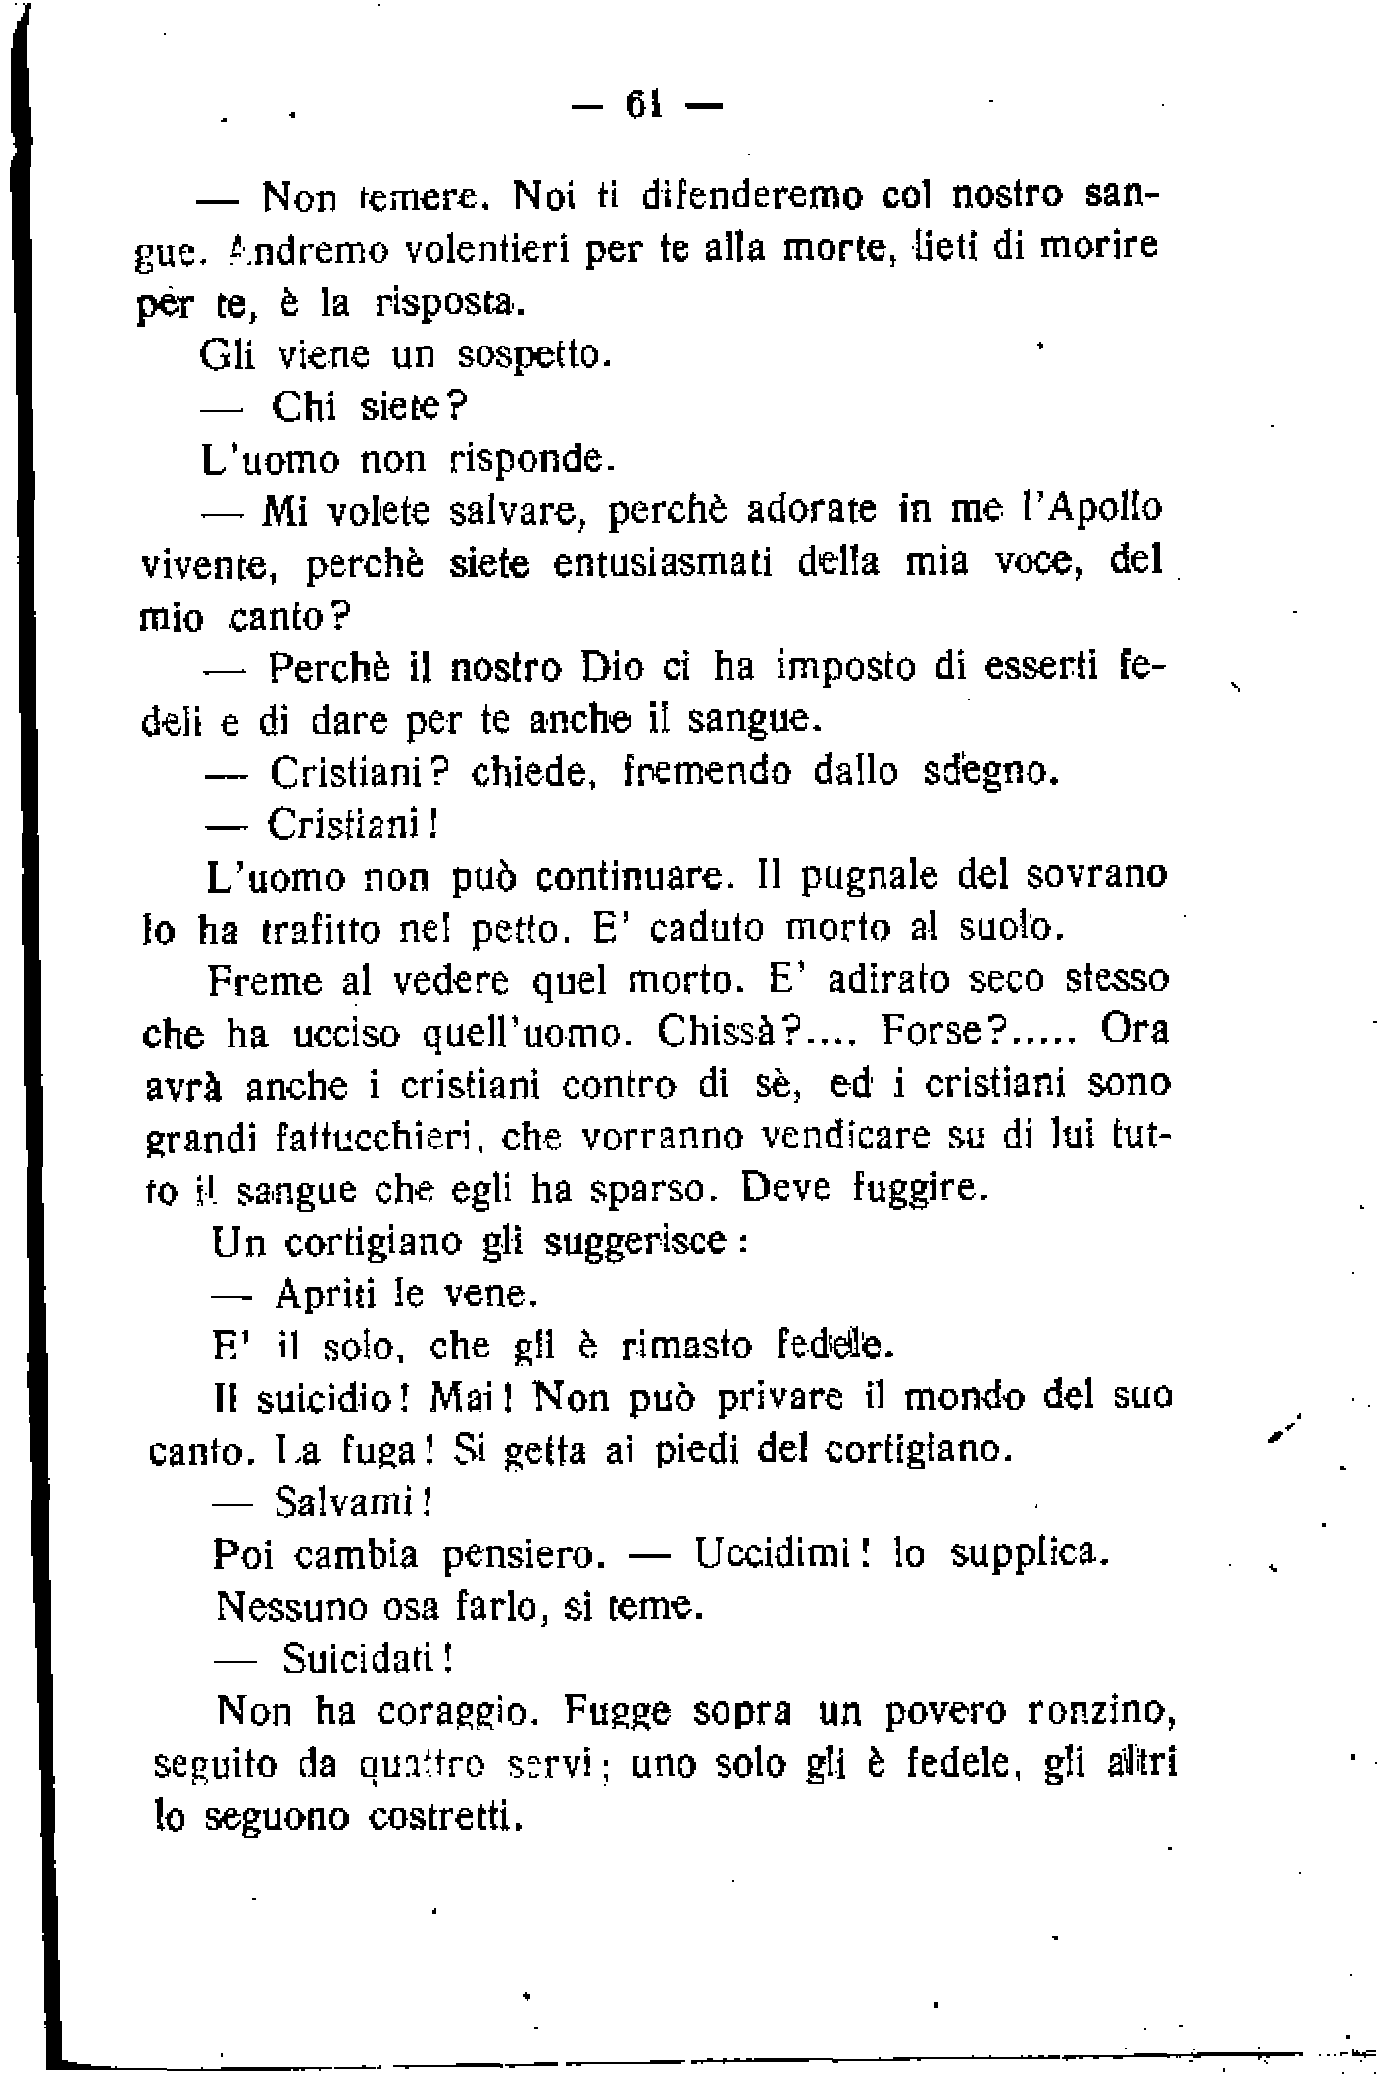 — 61 —
— Non temere. Noi ti difenderemo col nostro san-
gue. Andremo volentieri per te alla morte, lieti di morire
per te, è la risposta.
Gli viene un sospetto.
— Chi siete?
L'uomo non risponde.
— Mi volete salvare, perchè adorate in me l'Apollo
vivente, perchè siete entusiasmati della mia voce, del
mio canto?
— Perchè il nostro Dio ci ha imposto di esserti fe-
deli e di dare per te anche il sangue.
— Cristiani? chiede, fremendo dallo sdegno.
— Cristiani!
L'uomo non può continuare. Il pugnale del sovrano
lo ha trafitto nel petto. E' caduto morto al suolo.
Freme al vedere quel morto. E' adirato seco stesso
che ha ucciso quell'uomo. Chissà?.... Forse?..... Ora
avrà anche i cristiani contro di sè, ed i cristiani sono
grandi fattucchieri, che vorranno vendicare su di lui tut-
to il sangue che egli ha sparso. Deve fuggire.
Un cortigiano gli suggerisce:
— Apriti le vene.
E' il solo, che gli è rimasto fedele.
Il suicidio! Mai! Non può privare il mondo del suo
canto. La fuga! Si getta ai piedi del cortigiano.
— Salvami!
Poi cambia pensiero. — Uccidimi! lo supplica.
Nessuno osa farlo, si teme.
— Suicidati!
Non ha coraggio. Fugge sopra un povero ronzino,
seguito da quattro servi; uno solo gli è fedele, gli altri
lo seguono costretti.